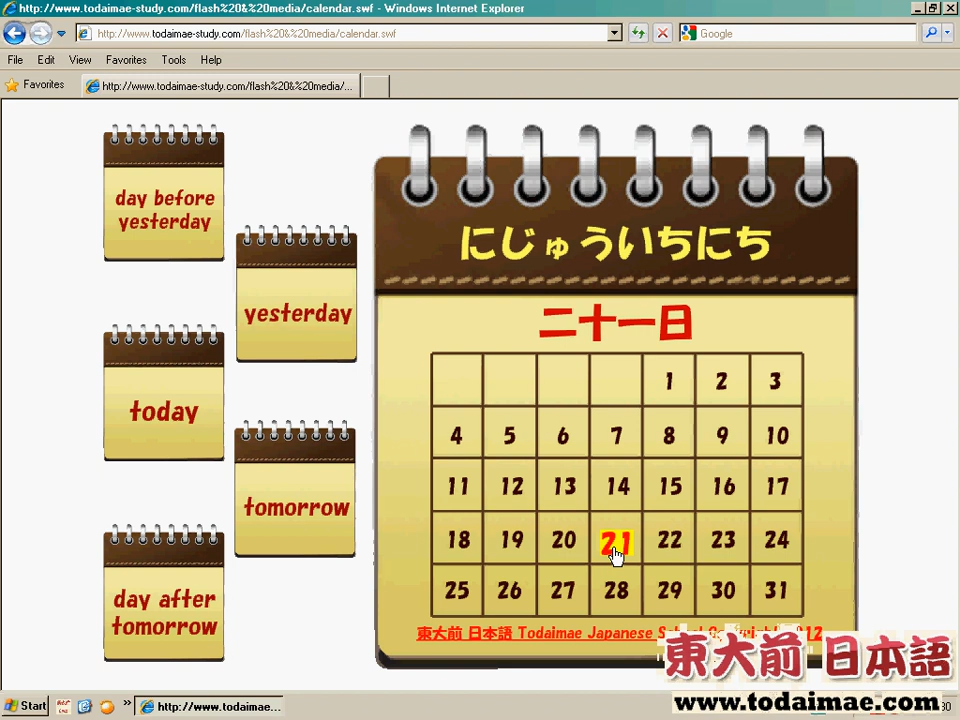 http://www.todaimae-study.com/flash%20&%20media/calendar.swf - Windows Internet Explorer
http://www.todaimae-study.com/flash%20&%20media/calendar.swf
Google
File Edit View Favorites Tools Help
Favorites
http://www.todaimae-study.com/flash%20&%20media/...
day before
yesterday
yesterday
today
tomorrow
day after
tomorrow
にじゅういちにち
二十一日
1 2 3
4 5 6 7 8 9 10
11 12 13 14 15 16 17
18 19 20 21 22 23 24
25 26 27 28 29 30 31
東大前 日本語 Todaimae Japanese
東大前 日本語
www.todaimae.com
Start
http://www.todaimae...